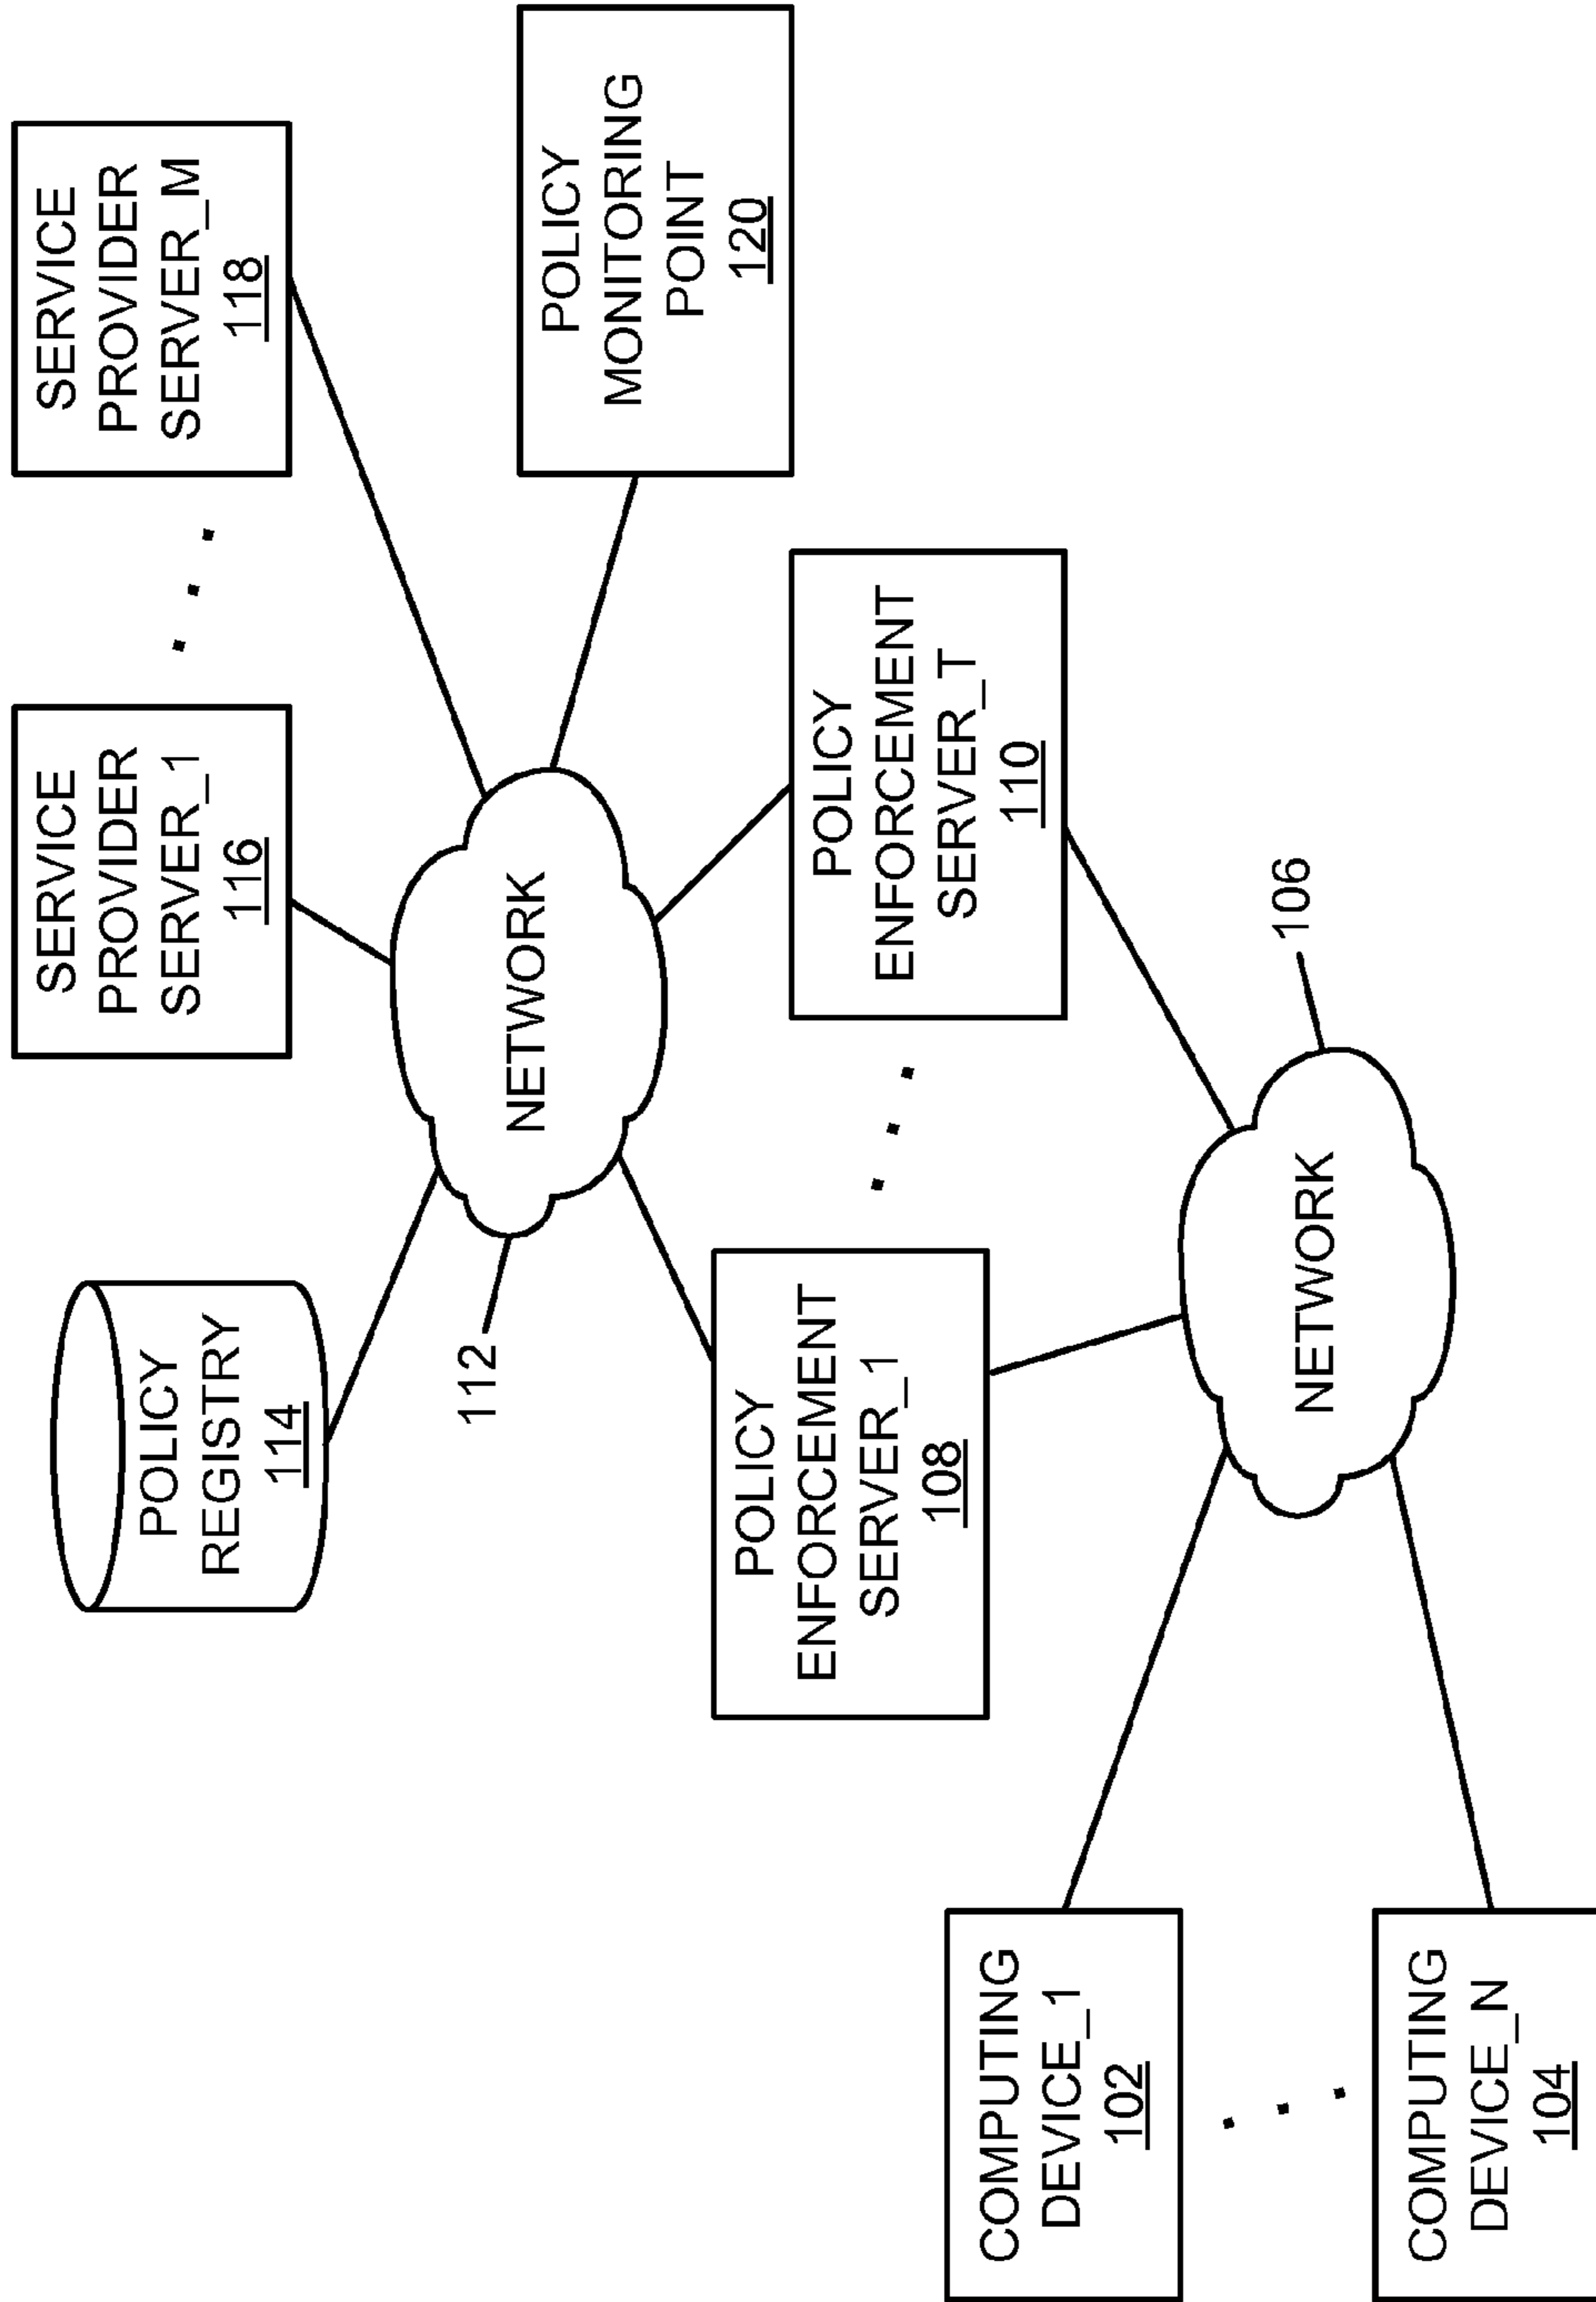 COMPUTING
DEVICE_1
102
COMPUTING
DEVICE_N
104
POLICY
REGISTRY
114
112
POLICY
ENFORCEMENT
SERVER_1
108
NETWORK
NETWORK
106
SERVICE
PROVIDER
SERVER_1
116
POLICY
ENFORCEMENT
SERVER_T
110
SERVICE
PROVIDER
SERVER_M
118
POLICY
MONITORING
POINT
120